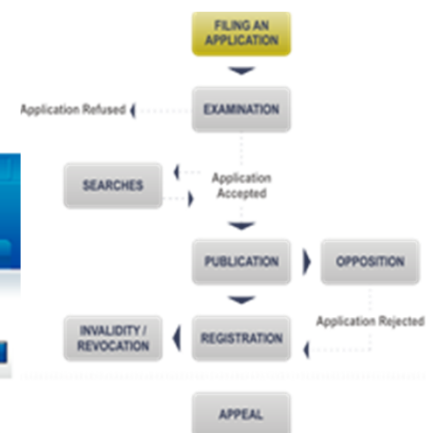 FILING AN
APPLICATION
Application Refused
EXAMINATION
SEARCHES
Application
Accepted
PUBLICATION
OPPOSITION
INVALIDITY /
REVOCATION
REGISTRATION
Application Rejected
APPEAL